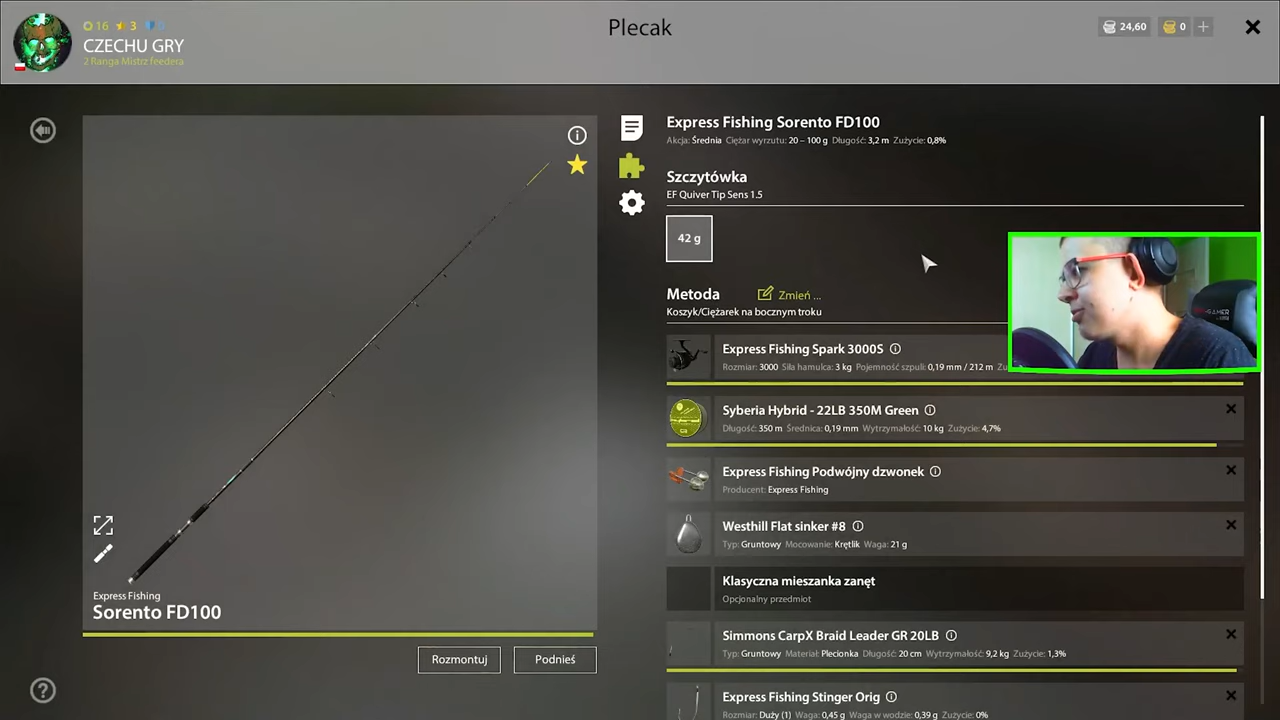 16 3
CZECHU GRY
2 Ranga Mistrz feedera
Plecak
24,60 0 +
Express Fishing
Sorento FD100
Rozmontuj
Podnieś
Express Fishing Sorento FD100
Akcja: Średnia Ciężar wyrzutu: 20 – 100 g Długość: 3,2 m Zużycie: 0,8%
Szczytówka
EF Quiver Tip Sens 1.5
42 g
Metoda Zmień ...
Koszyk/Ciężarek na bocznym troku
Express Fishing Spark 3000S
Rozmiar: 3000 Siła hamulca: 3 kg Pojemność szpuli: 0,19 mm / 212 m
Syberia Hybrid - 22LB 350M Green
Długość: 350 m Średnica: 0,19 mm Wytrzymałość: 10 kg Zużycie: 4,7%
Express Fishing Podwójny dzwonek
Producent: Express Fishing
Westhill Flat sinker #8
Typ: Gruntowy Mocowanie: Krętlik Waga: 21 g
Klasyczna mieszanka zanęt
Opcjonalny przedmiot
Simmons CarpX Braid Leader GR 20LB
Typ: Gruntowy Materiał: Plecionka Długość: 20 cm Wytrzymałość: 9,2 kg Zużycie: 1,3%
Express Fishing Stinger Orig
Rozmiar: Duży (1) Waga: 0,45 g Waga w wodzie: 0,39 g Zużycie: 0%